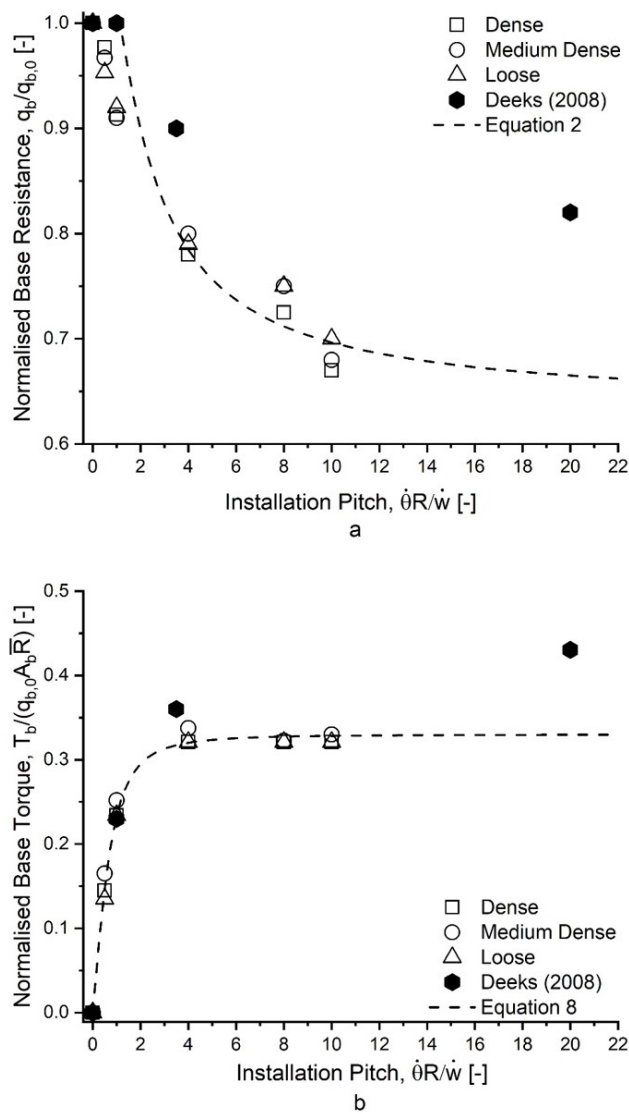 1.0
0.9
0.8
0.7
0.6
Normalised Base Resistance, q_b/q_b,0 [-]
Dense
Medium Dense
Loose
Deeks (2008)
Equation 2
0 2 4 6 8 10 12 14 16 18 20 22
Installation Pitch, θ̇R/ẇ [-]
a
0.5
0.4
0.3
0.2
0.1
0.0
Normalised Base Torque, T_b/(q_b,0A_bR̅) [-]
Dense
Medium Dense
Loose
Deeks (2008)
Equation 8
0 2 4 6 8 10 12 14 16 18 20 22
Installation Pitch, θ̇R/ẇ [-]
b